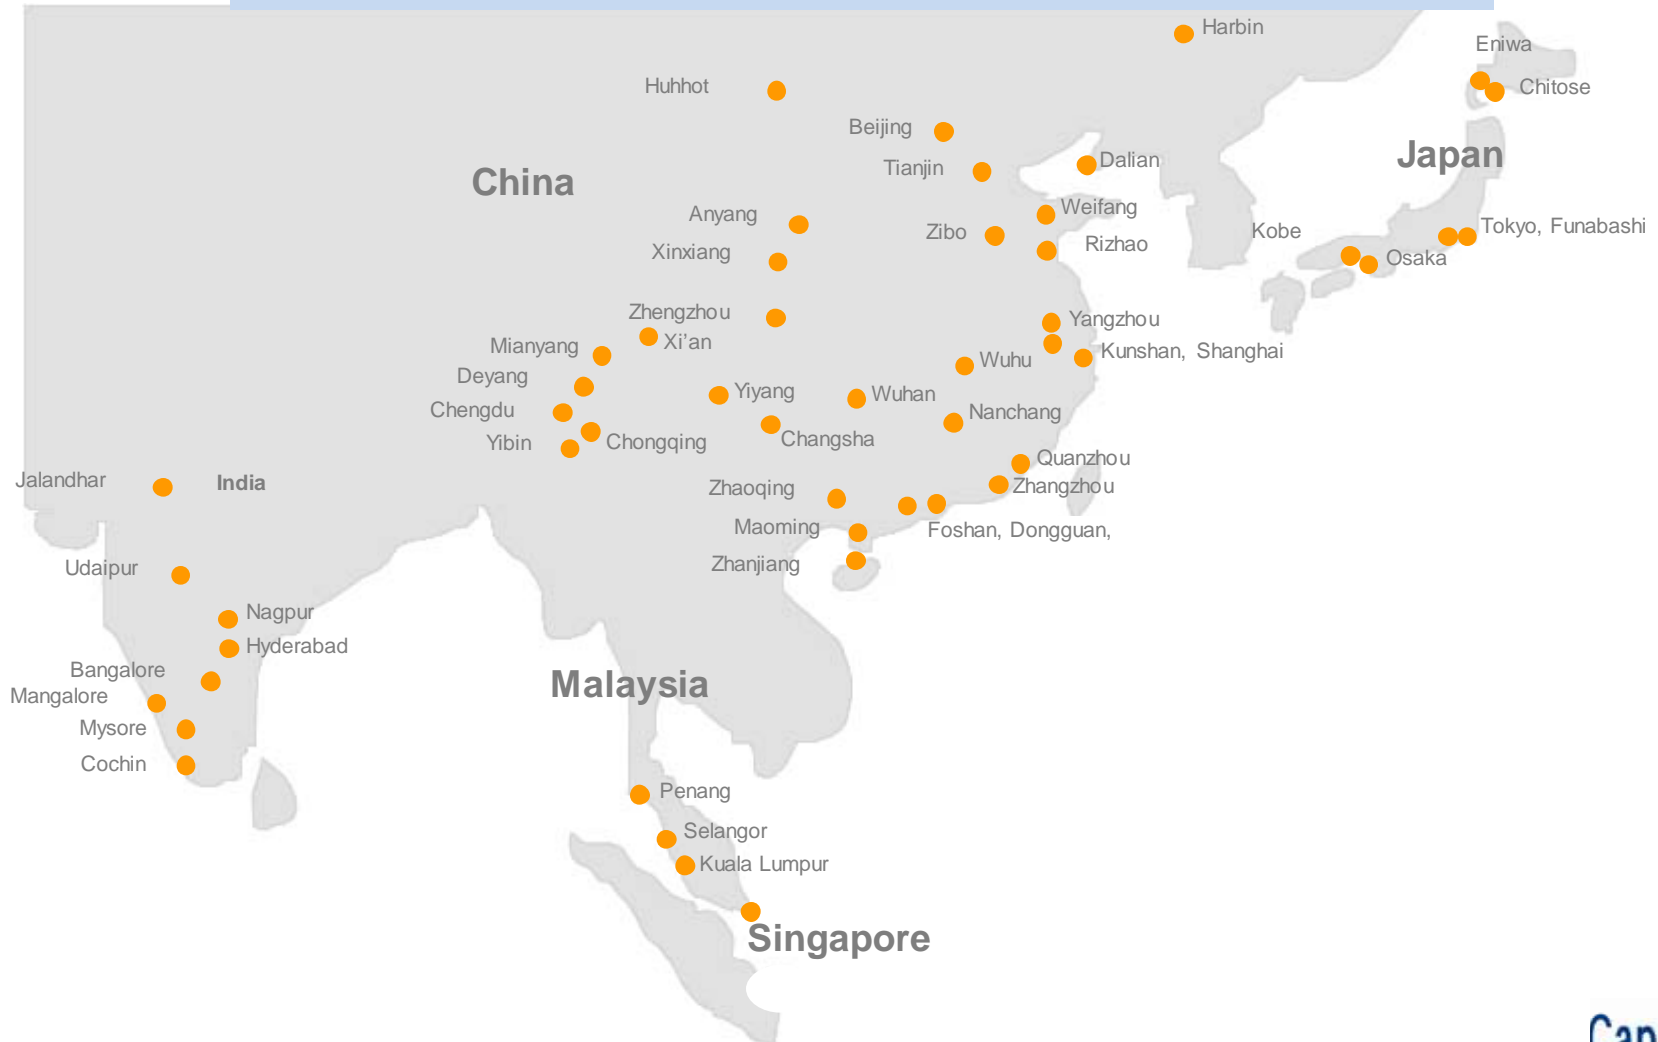 Harbin
Eniwa
Huhhot
Chitose
Beijing
Tianjin
Dalian
Japan
China
Anyang
Weifang
Zibo
Kobe
Tokyo, Funabashi
Xinxiang
Rizhao
Osaka
Zhengzhou
Yangzhou
Xi'an
Mianyang
Kunshan, Shanghai
Wuhu
Deyang
Yiyang
Wuhan
Chengdu
Nanchang
Yibin
Chongqing
Changsha
Quanzhou
Jalandhar
India
Zhaoqing
Zhangzhou
Maoming
Foshan, Dongguan,
Zhanjiang
Udaipur
Nagpur
Hyderabad
Bangalore
Malaysia
Mangalore
Mysore
Cochin
Penang
Selangor
Kuala Lumpur
Singapore